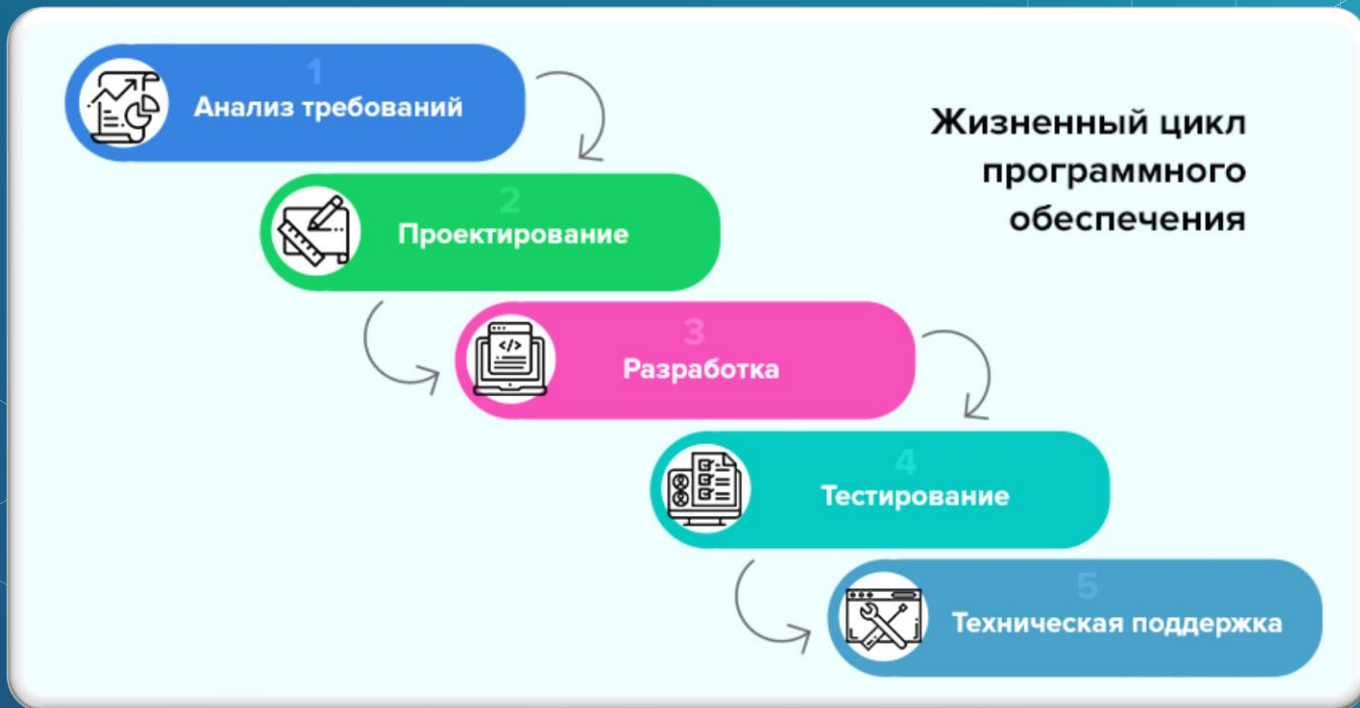 Жизненный цикл
программного
обеспечения
1
Анализ требований
2
Проектирование
3
</>
Разработка
4
Тестирование
5
Техническая поддержка